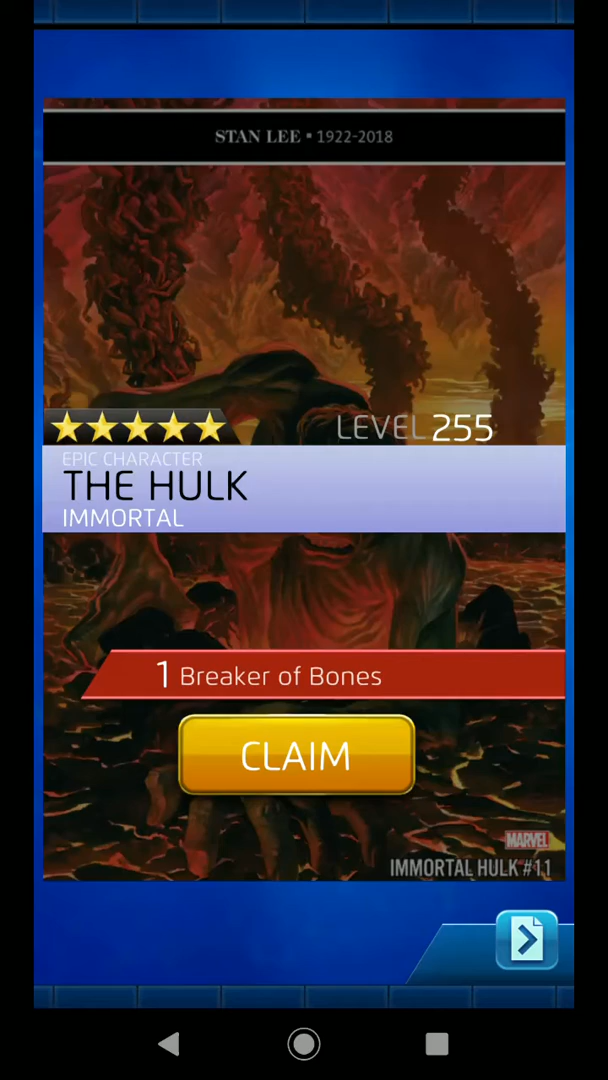 STAN LEE ▪ 1922-2018
LEVEL 255
EPIC CHARACTER
THE HULK
IMMORTAL
1 Breaker of Bones
CLAIM
MARVEL
IMMORTAL HULK #11